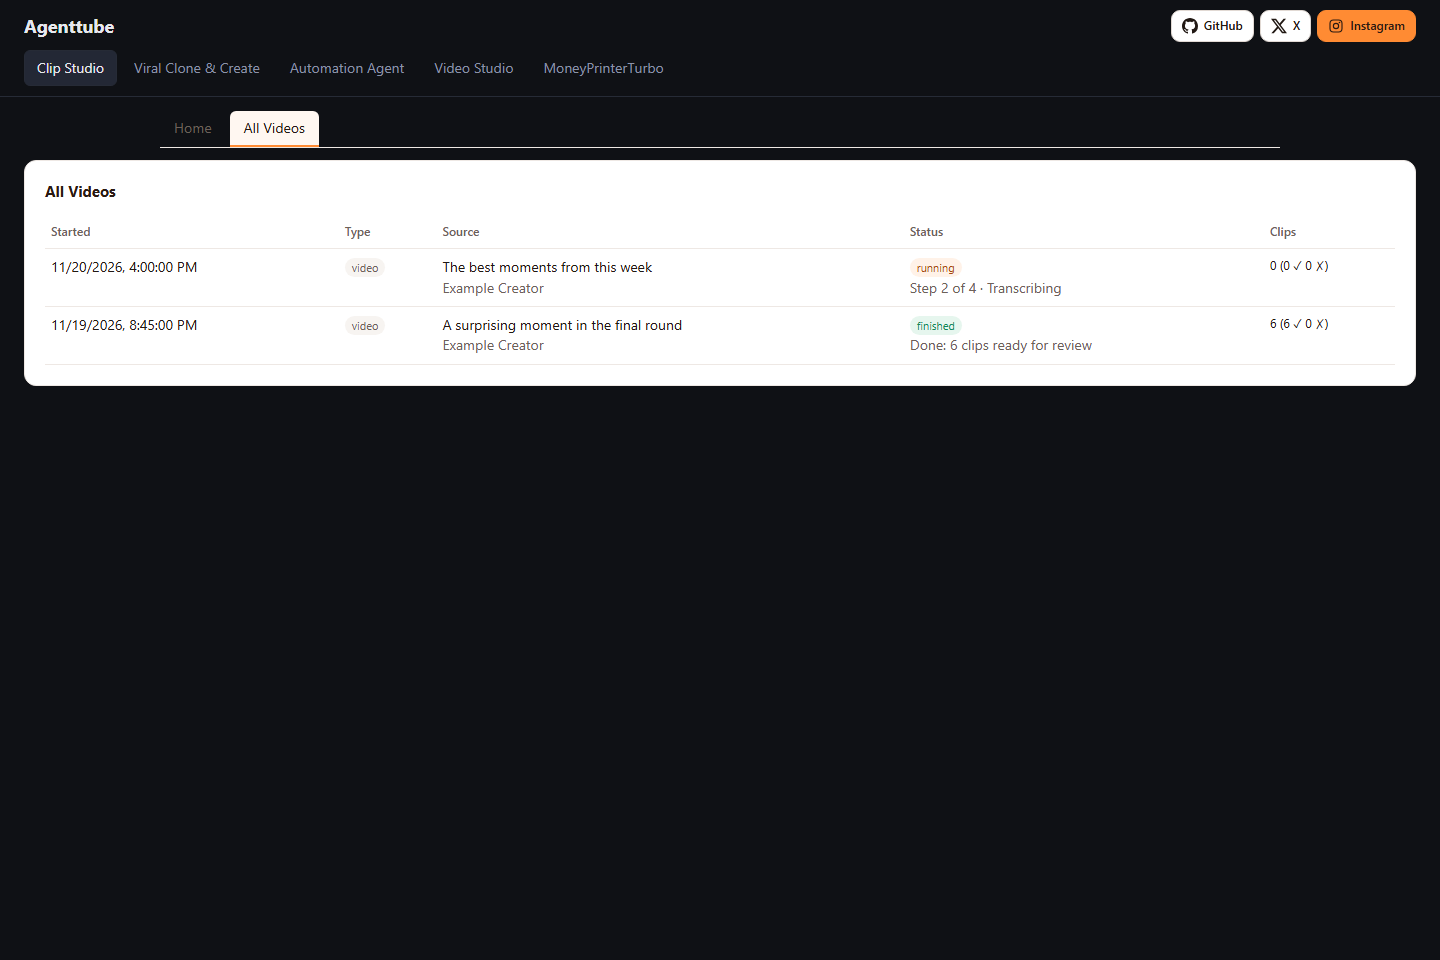 Agenttube
GitHub X Instagram
Clip Studio Viral Clone & Create Automation Agent Video Studio MoneyPrinterTurbo
Home All Videos
All Videos
Started Type Source Status Clips
11/20/2026, 4:00:00 PM video The best moments from this week running 0 (0 ✓ 0 ✗)
Example Creator Step 2 of 4 · Transcribing
11/19/2026, 8:45:00 PM video A surprising moment in the final round finished 6 (6 ✓ 0 ✗)
Example Creator Done: 6 clips ready for review